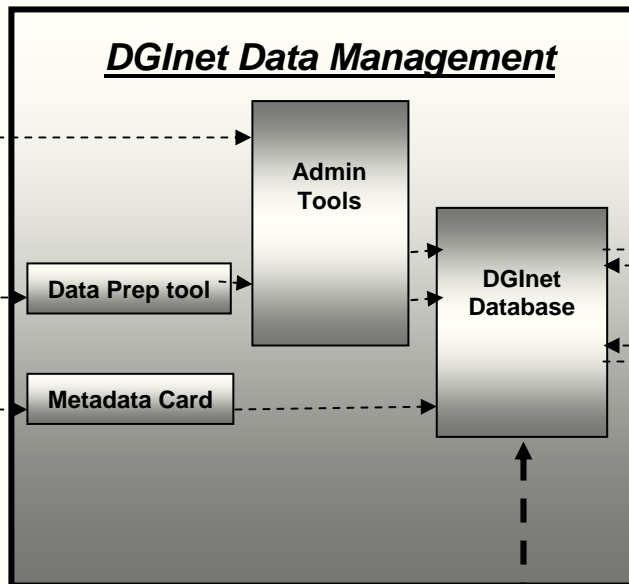 DGInet Data Management
Admin
Tools
DGInet
Database
Data Prep tool
Metadata Card